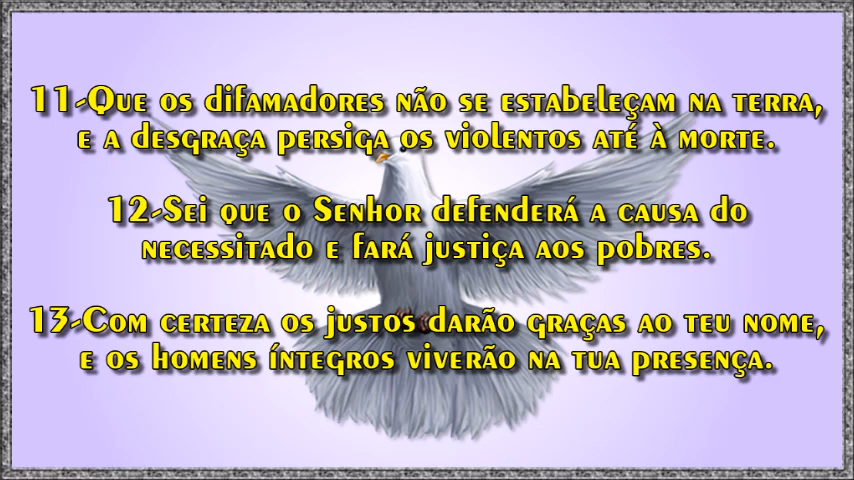 11-Que os difamadores não se estabeleçam na terra,
e a desgraça persiga os violentos até à morte.
12-Sei que o Senhor defenderá a causa do
necessitado e fará justiça aos pobres.
13-Com certeza os justos darão graças ao teu nome,
e os homens íntegros viverão na tua presença.